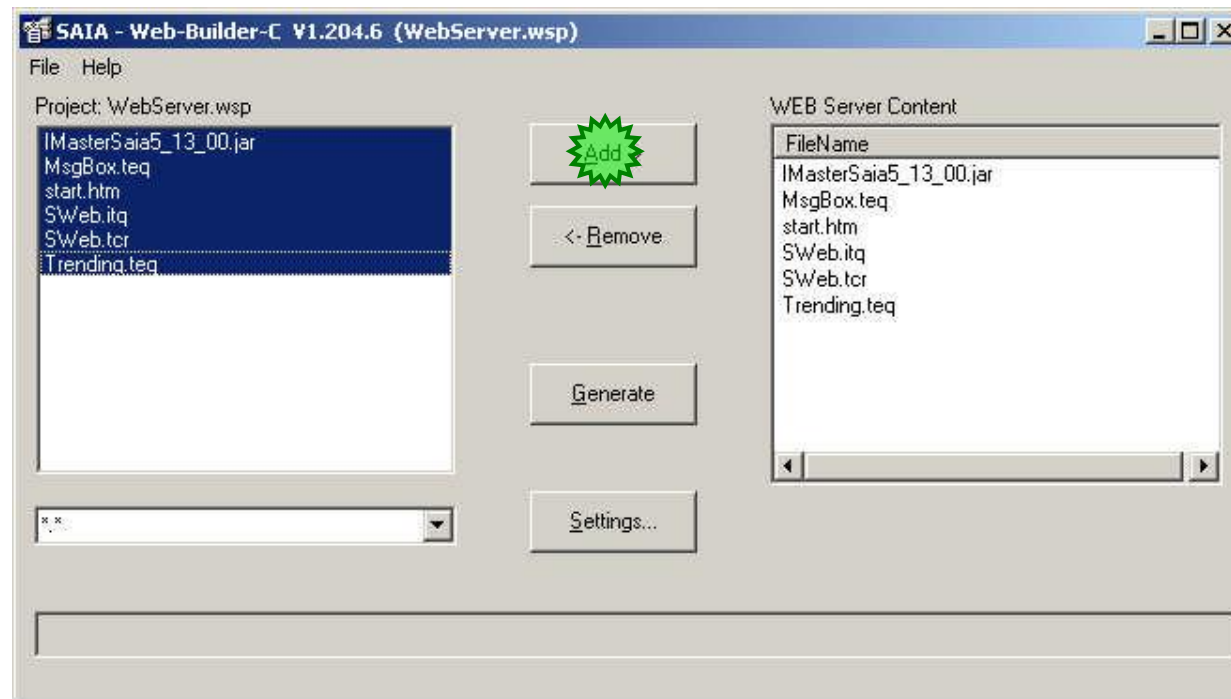 SAIA - Web-Builder-C V1.204.6 (WebServer.wsp)
File Help
Project: WebServer.wsp
IMasterSaia5_13_00.jar
MsgBox.teq
start.htm
SWeb.itq
SWeb.tcr
Trending.teq
*.*
Add ->
<- Remove
Generate
Settings...
WEB Server Content
FileName
IMasterSaia5_13_00.jar
MsgBox.teq
start.htm
SWeb.itq
SWeb.tcr
Trending.teq